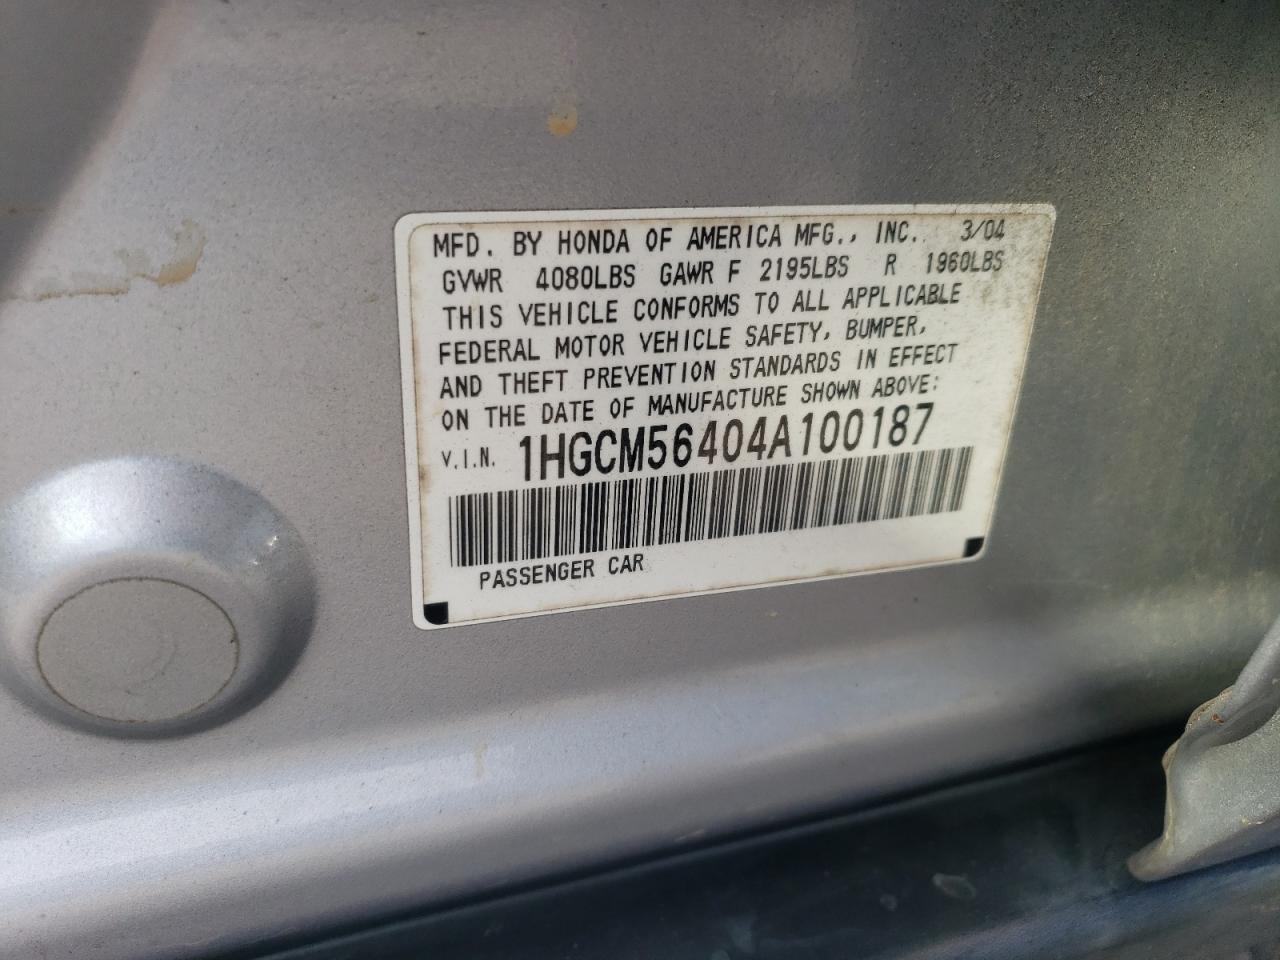 MFD. BY HONDA OF AMERICA MFG., INC. 3/04
GVWR 4080LBS GAWR F 2195LBS R 1960LBS
THIS VEHICLE CONFORMS TO ALL APPLICABLE
FEDERAL MOTOR VEHICLE SAFETY, BUMPER,
AND THEFT PREVENTION STANDARDS IN EFFECT
ON THE DATE OF MANUFACTURE SHOWN ABOVE:
V.I.N. 1HGCM56404A100187
PASSENGER CAR